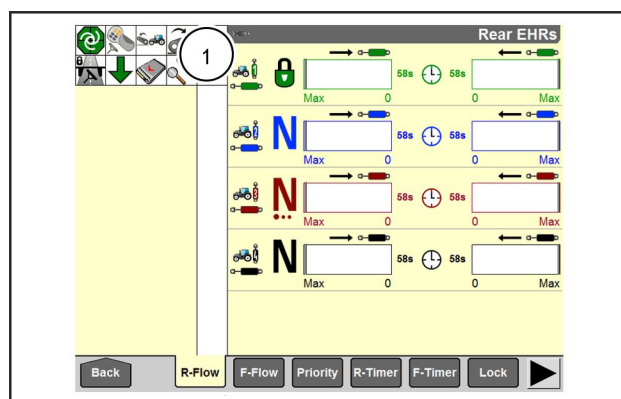 1
Rear EHRs
58s 58s
Max 0 0 Max
N 58s 58s
Max 0 0 Max
N 58s 58s
Max 0 0 Max
N 58s 58s
Max 0 0 Max
Back R-Flow F-Flow Priority R-Timer F-Timer Lock